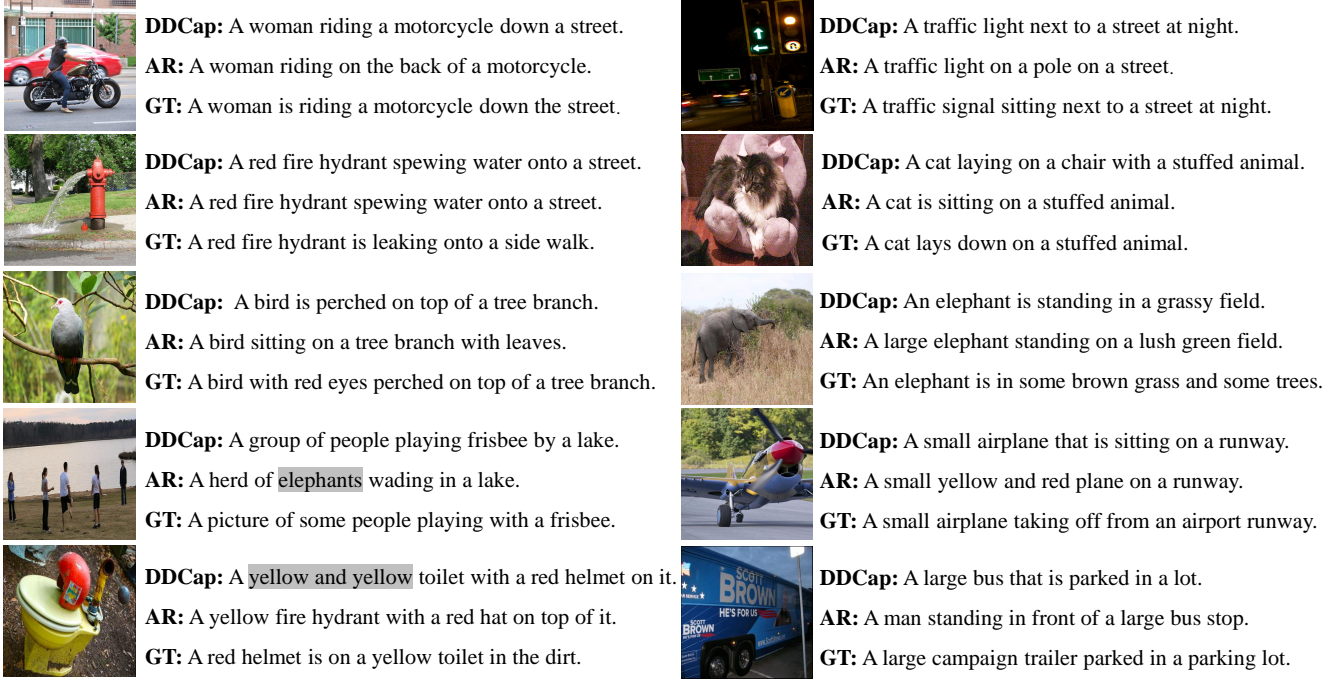 DDCap: A woman riding a motorcycle down a street.
AR: A woman riding on the back of a motorcycle.
GT: A woman is riding a motorcycle down the street.
DDCap: A traffic light next to a street at night.
AR: A traffic light on a pole on a street.
GT: A traffic signal sitting next to a street at night.
DDCap: A red fire hydrant spewing water onto a street.
AR: A red fire hydrant spewing water onto a street.
GT: A red fire hydrant is leaking onto a side walk.
DDCap: A cat laying on a chair with a stuffed animal.
AR: A cat is sitting on a stuffed animal.
GT: A cat lays down on a stuffed animal.
DDCap: A bird is perched on top of a tree branch.
AR: A bird sitting on a tree branch with leaves.
GT: A bird with red eyes perched on top of a tree branch.
DDCap: An elephant is standing in a grassy field.
AR: A large elephant standing on a lush green field.
GT: An elephant is in some brown grass and some trees.
DDCap: A group of people playing frisbee by a lake.
AR: A herd of elephants wading in a lake.
GT: A picture of some people playing with a frisbee.
DDCap: A small airplane that is sitting on a runway.
AR: A small yellow and red plane on a runway.
GT: A small airplane taking off from an airport runway.
DDCap: A yellow and yellow toilet with a red helmet on it.
AR: A yellow fire hydrant with a red hat on top of it.
GT: A red helmet is on a yellow toilet in the dirt.
SCOTT
BROWN
HE'S FOR US
SCOTT
BROWN
DDCap: A large bus that is parked in a lot.
AR: A man standing in front of a large bus stop.
GT: A large campaign trailer parked in a parking lot.